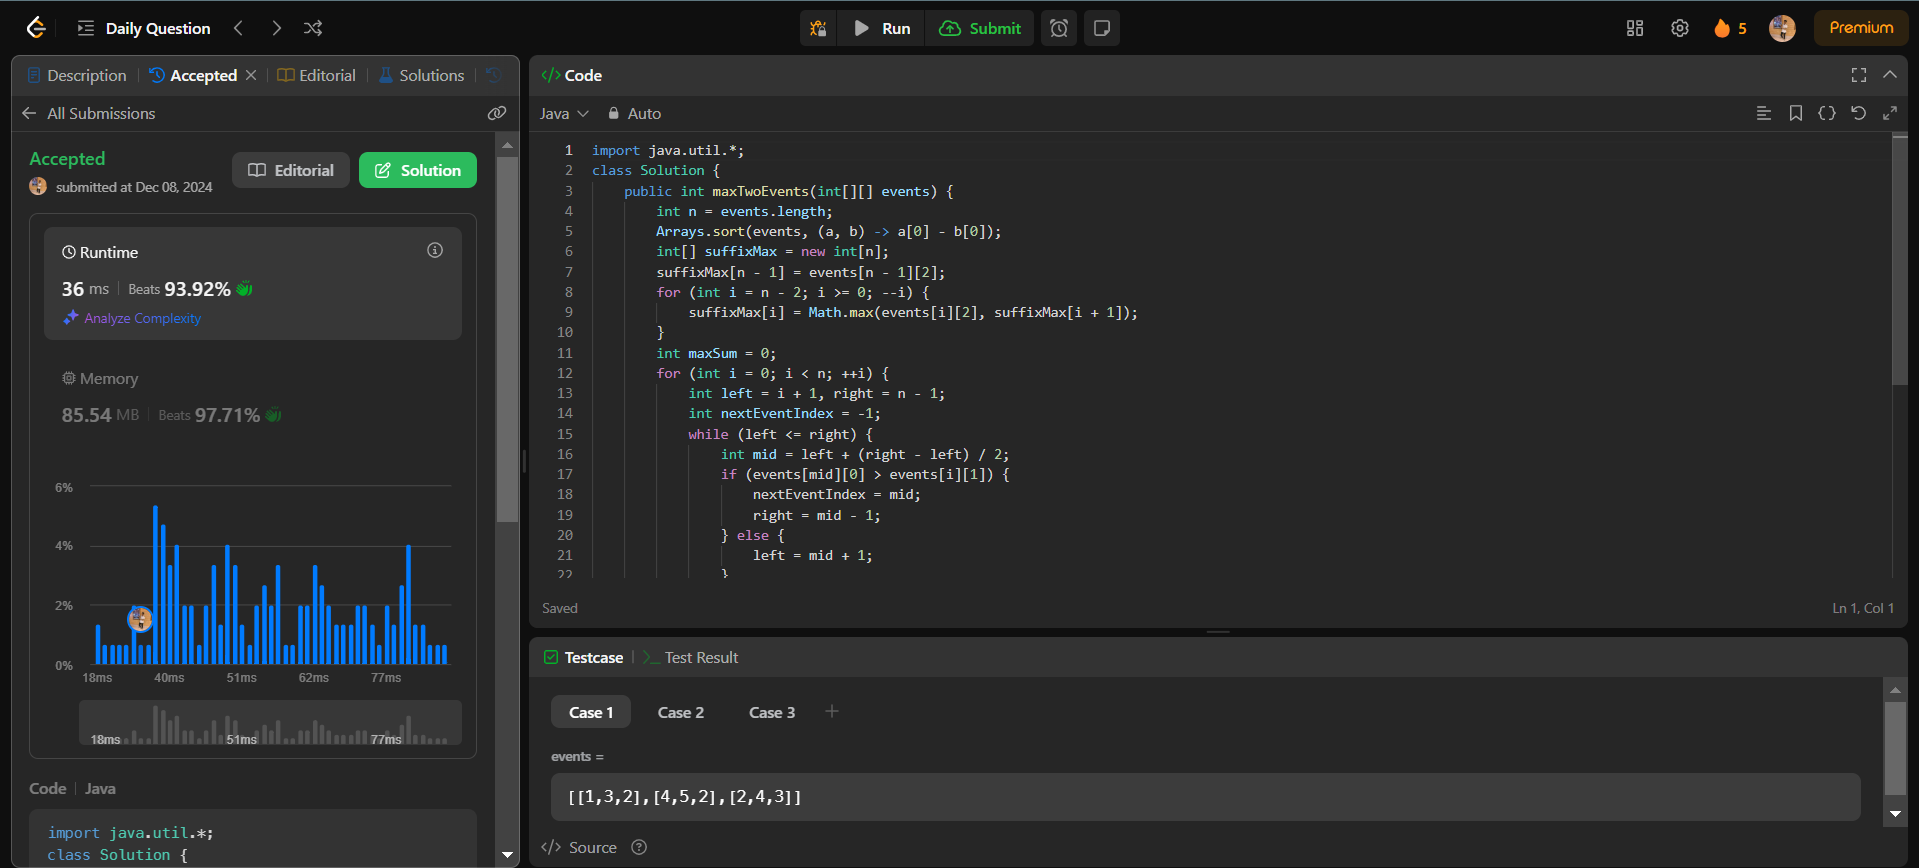 Daily Question
Run
Submit
5
Premium
Description
Accepted
Editorial
Solutions
All Submissions
Accepted
submitted at Dec 08, 2024
Editorial
Solution
Runtime
36 ms
Beats 93.92%
Analyze Complexity
Memory
85.54 MB
Beats 97.71%
6%
4%
2%
0%
18ms 40ms 51ms 62ms 77ms
18ms 51ms 77ms
Code
Java
import java.util.*;
class Solution {
</> Code
Java
Auto
1 import java.util.*;
2 class Solution {
3 public int maxTwoEvents(int[][] events) {
4 int n = events.length;
5 Arrays.sort(events, (a, b) -> a[0] - b[0]);
6 int[] suffixMax = new int[n];
7 suffixMax[n - 1] = events[n - 1][2];
8 for (int i = n - 2; i >= 0; --i) {
9 suffixMax[i] = Math.max(events[i][2], suffixMax[i + 1]);
10 }
11 int maxSum = 0;
12 for (int i = 0; i < n; ++i) {
13 int left = i + 1, right = n - 1;
14 int nextEventIndex = -1;
15 while (left <= right) {
16 int mid = left + (right - left) / 2;
17 if (events[mid][0] > events[i][1]) {
18 nextEventIndex = mid;
19 right = mid - 1;
20 } else {
21 left = mid + 1;
22 }
Saved
Ln 1, Col 1
Testcase
Test Result
Case 1
Case 2
Case 3
events =
[[1,3,2],[4,5,2],[2,4,3]]
</> Source